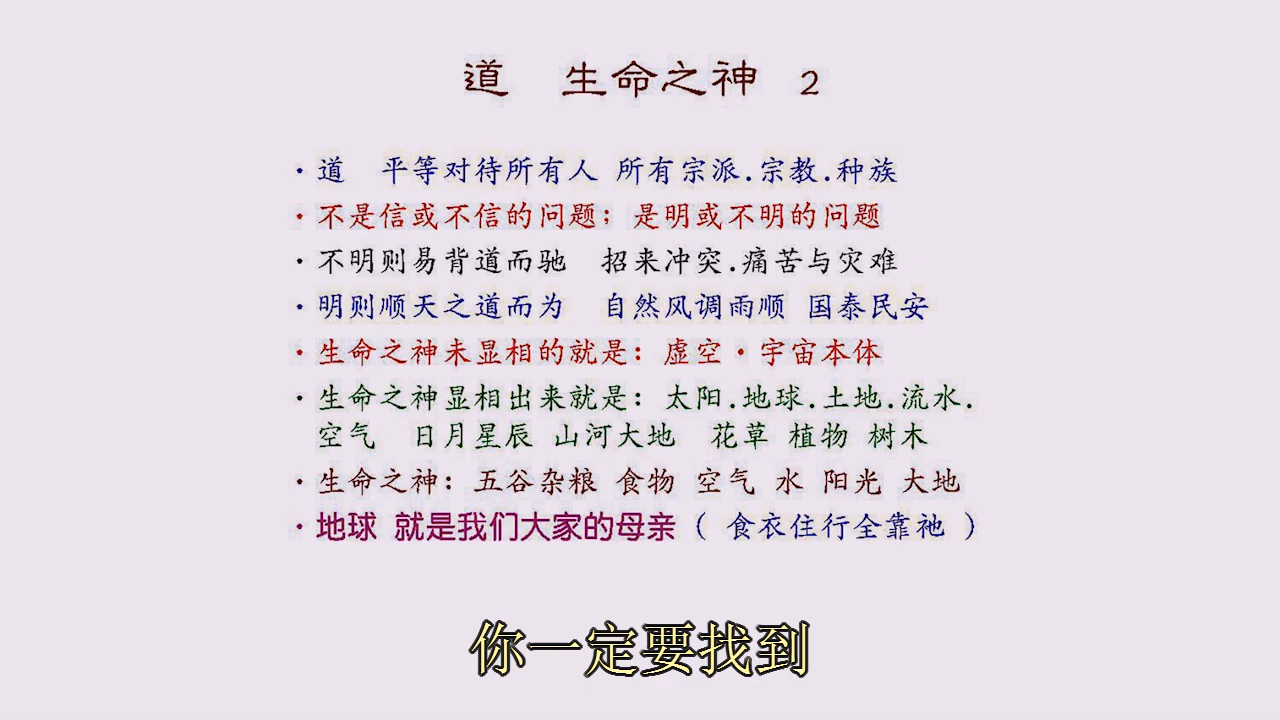 道 生命之神 2
· 道 平等对待所有人 所有宗派.宗教.种族
· 不是信或不信的问题；是明或不明的问题
· 不明则易背道而驰 招来冲突.痛苦与灾难
· 明则顺天之道而为 自然风调雨顺 国泰民安
· 生命之神未显相的就是：虚空·宇宙本体
· 生命之神显相出来就是：太阳.地球.土地.流水.
空气 日月星辰 山河大地 花草 植物 树木
· 生命之神：五谷杂粮 食物 空气 水 阳光 大地
· 地球 就是我们大家的母亲（ 食衣住行全靠祂 ）
你一定要找到